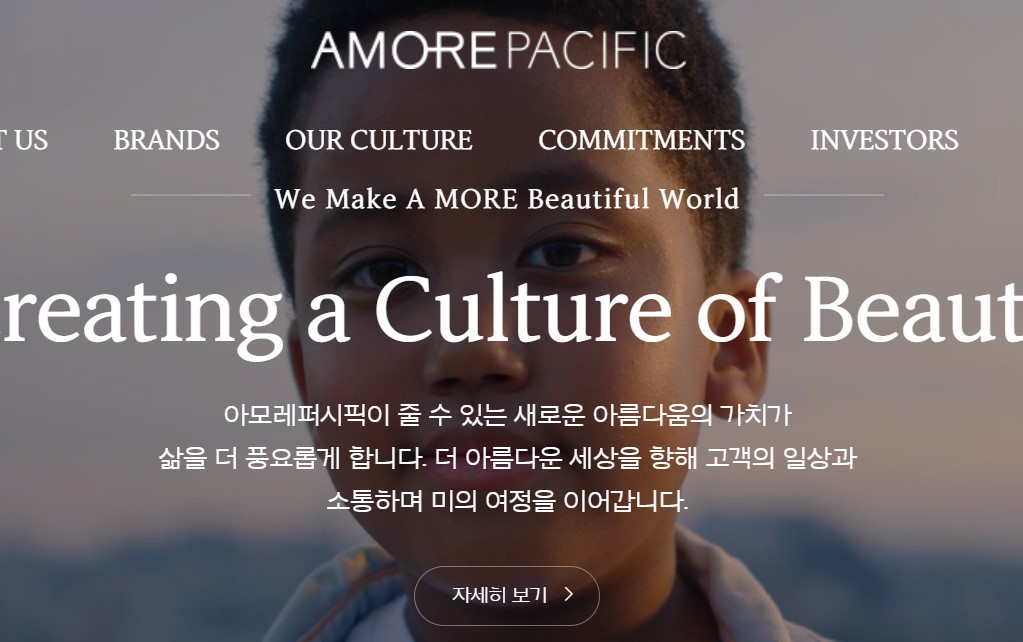 AMOREPACIFIC
T US BRANDS OUR CULTURE COMMITMENTS INVESTORS
We Make A MORE Beautiful World
Creating a Culture of Beaut
아모레퍼시픽이 줄 수 있는 새로운 아름다움의 가치가
삶을 더 풍요롭게 합니다. 더 아름다운 세상을 향해 고객의 일상과
소통하며 미의 여정을 이어갑니다.
자세히 보기 >